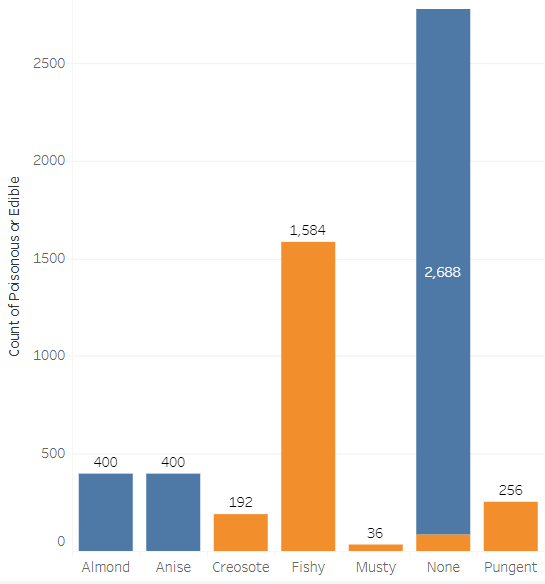 Count of Poisonous or Edible
2500
2000
1500
1000
500
0
400
400
192
1,584
36
2,688
256
Almond
Anise
Creosote
Fishy
Musty
None
Pungent